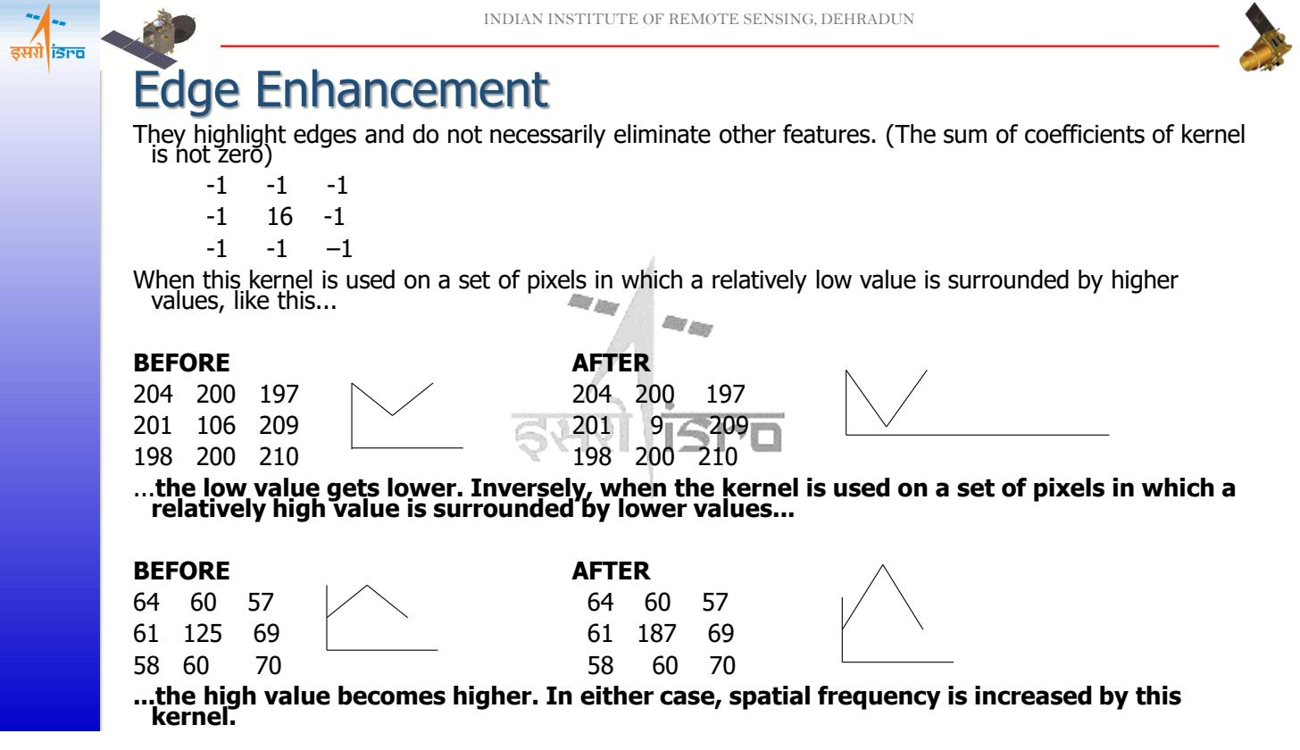 INDIAN INSTITUTE OF REMOTE SENSING, DEHRADUN
इसरो isro
Edge Enhancement
They highlight edges and do not necessarily eliminate other features. (The sum of coefficients of kernel
is not zero)
-1 -1 -1
-1 16 -1
-1 -1 –1
When this kernel is used on a set of pixels in which a relatively low value is surrounded by higher
values, like this...
BEFORE AFTER
204 200 197 204 200 197
201 106 209 201 9 209
198 200 210 198 200 210
इसरो isro
...the low value gets lower. Inversely, when the kernel is used on a set of pixels in which a
relatively high value is surrounded by lower values...
BEFORE AFTER
64 60 57 64 60 57
61 125 69 61 187 69
58 60 70 58 60 70
...the high value becomes higher. In either case, spatial frequency is increased by this
kernel.